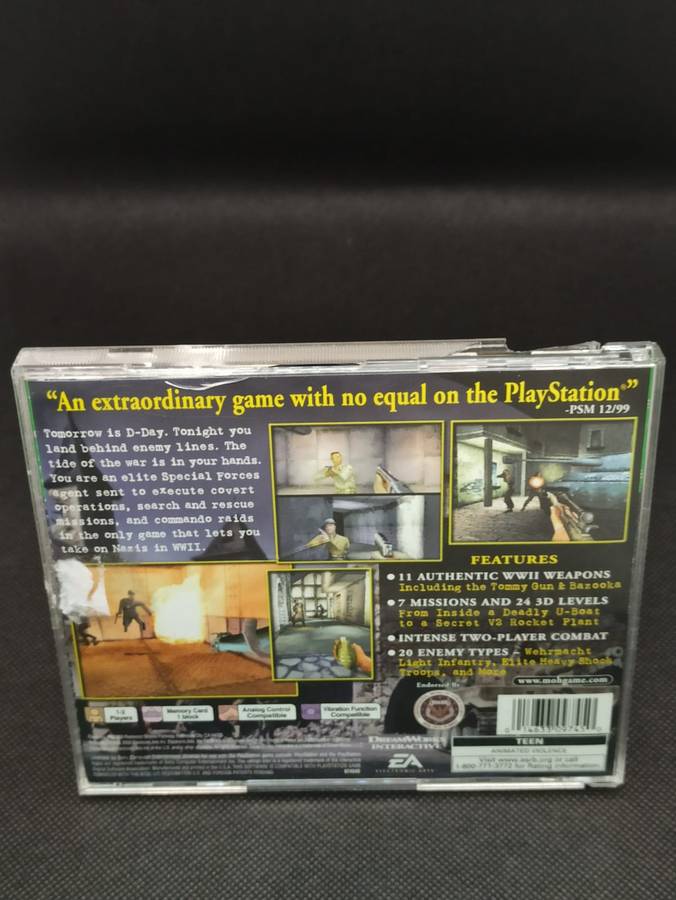 “An extraordinary game with no equal on the PlayStation®”
-PSM 12/99
Tomorrow is D-Day. Tonight you
land behind enemy lines. The
tide of the war is in your hands.
You are an elite Special Forces
agent sent to execute covert
operations, search and rescue
missions, and commando raids
in the only game that lets you
take on Nazis in WWII.
FEATURES
• 11 AUTHENTIC WWII WEAPONS
Including the Tommy Gun & Bazooka
• 7 MISSIONS AND 24 3D LEVELS
From Inside a Deadly U-Boat
to a Secret V2 Rocket Plant
• INTENSE TWO-PLAYER COMBAT
• 20 ENEMY TYPES – Wehrmacht
Light Infantry, Elite Heavy Shock
Troops, and More
Endorsed By
www.mohgame.com
1-2
Players
Memory Card
1 block
Analog Control
Compatible
Vibration Function
Compatible
DREAMWORKS
INTERACTIVE
EA
ELECTRONIC ARTS
TEEN
ANIMATED VIOLENCE
Visit www.esrb.org or call
1-800-771-3772 for Rating Information.